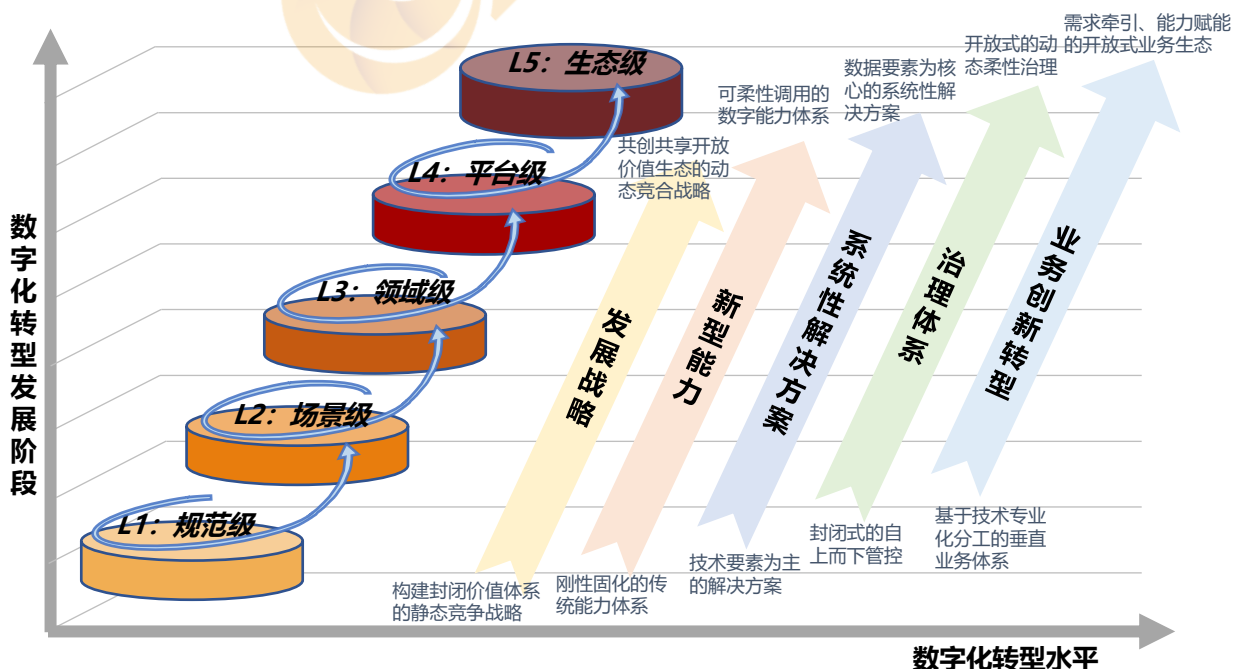 需求牵引、能力赋能
的开放式业务生态
开放式的动
态柔性治理
数据要素为核
心的系统性解
决方案
可柔性调用的
数字能力体系
共创共享开放
价值生态的动
态竞合战略
L5：生态级
L4：平台级
L3：领域级
L2：场景级
L1：规范级
数字化转型发展阶段
发展战略
新型能力
系统性解决方案
治理体系
业务创新转型
构建封闭价值体系
的静态竞争战略
刚性固化的传
统能力体系
技术要素为主
的解决方案
封闭式的自
上而下管控
基于技术专业
化分工的垂直
业务体系
数字化转型水平